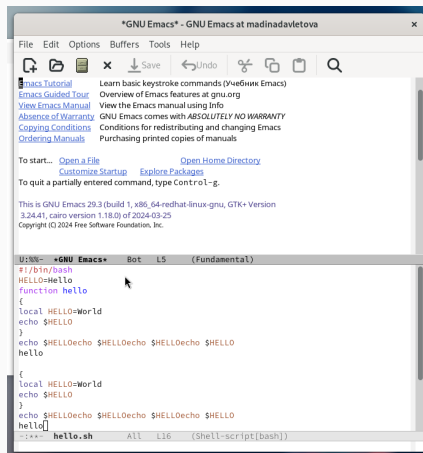 *GNU Emacs* - GNU Emacs at madinadavletova ×
File Edit Options Buffers Tools Help
Save Undo
Emacs Tutorial Learn basic keystroke commands (Учебник Emacs)
Emacs Guided Tour Overview of Emacs features at gnu.org
View Emacs Manual View the Emacs manual using Info
Absence of Warranty GNU Emacs comes with ABSOLUTELY NO WARRANTY
Copying Conditions Conditions for redistributing and changing Emacs
Ordering Manuals Purchasing printed copies of manuals
To start... Open a File Open Home Directory
Customize Startup Explore Packages
To quit a partially entered command, type Control-g.
This is GNU Emacs 29.3 (build 1, x86_64-redhat-linux-gnu, GTK+ Version
3.24.41, cairo version 1.18.0) of 2024-03-25
Copyright (C) 2024 Free Software Foundation, Inc.
U:%%- *GNU Emacs* Bot L5 (Fundamental)
#!/bin/bash
HELLO=Hello
function hello
{
local HELLO=World
echo $HELLO
}
echo $HELLOecho $HELLOecho $HELLOecho $HELLO
hello
{
local HELLO=World
echo $HELLO
}
echo $HELLOecho $HELLOecho $HELLOecho $HELLO
hello
-:**- hello.sh All L16 (Shell-script[bash])